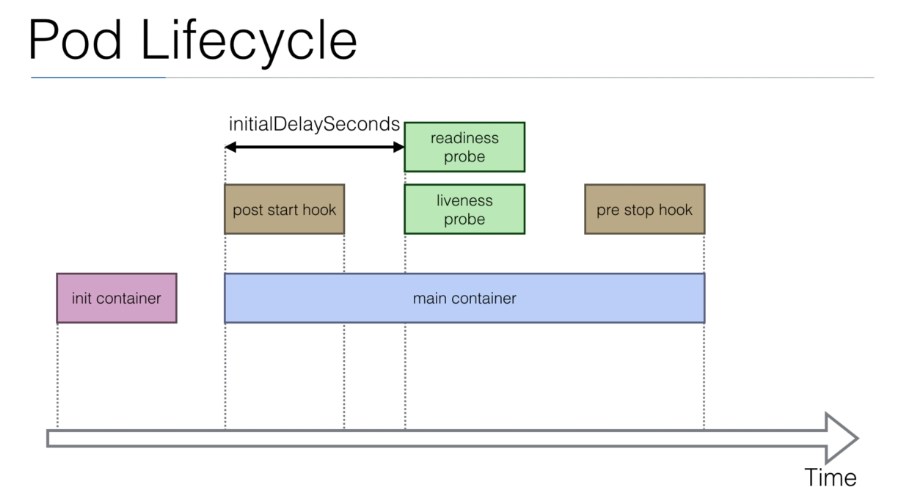 Pod Lifecycle
initialDelaySeconds
readiness
probe
post start hook
liveness
probe
pre stop hook
init container
main container
Time